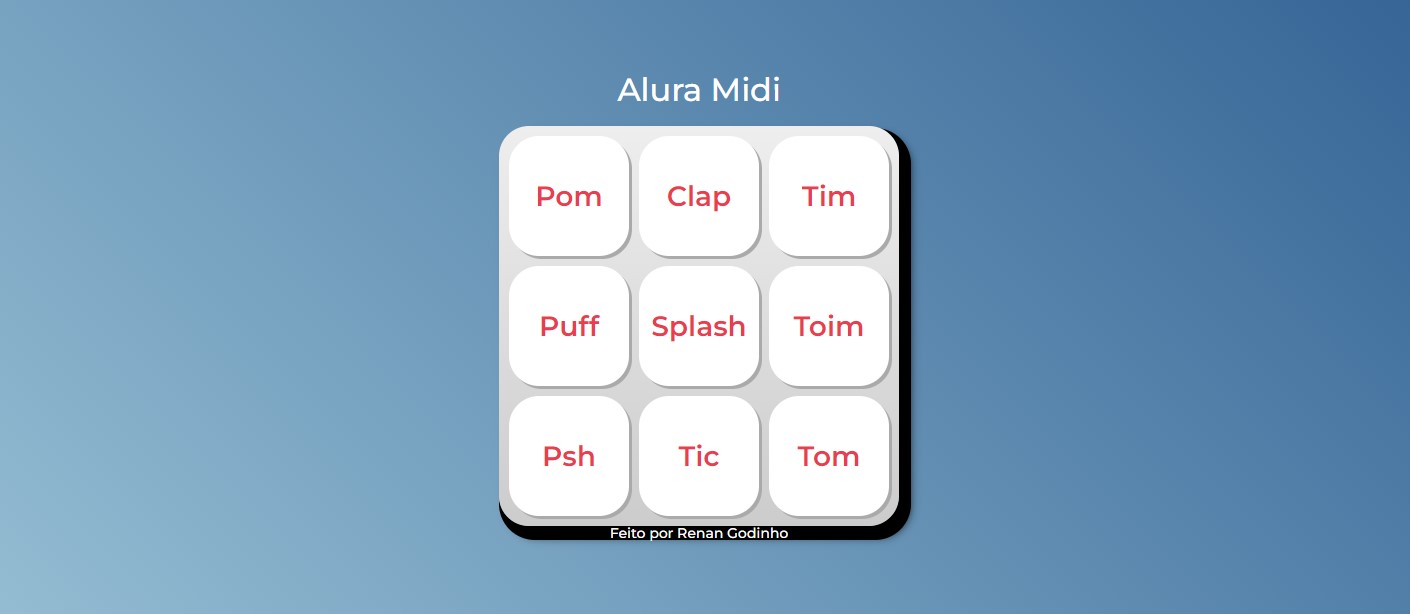 Alura Midi
Pom
Clap
Tim
Puff
Splash
Toim
Psh
Tic
Tom
Feito por Renan Godinho